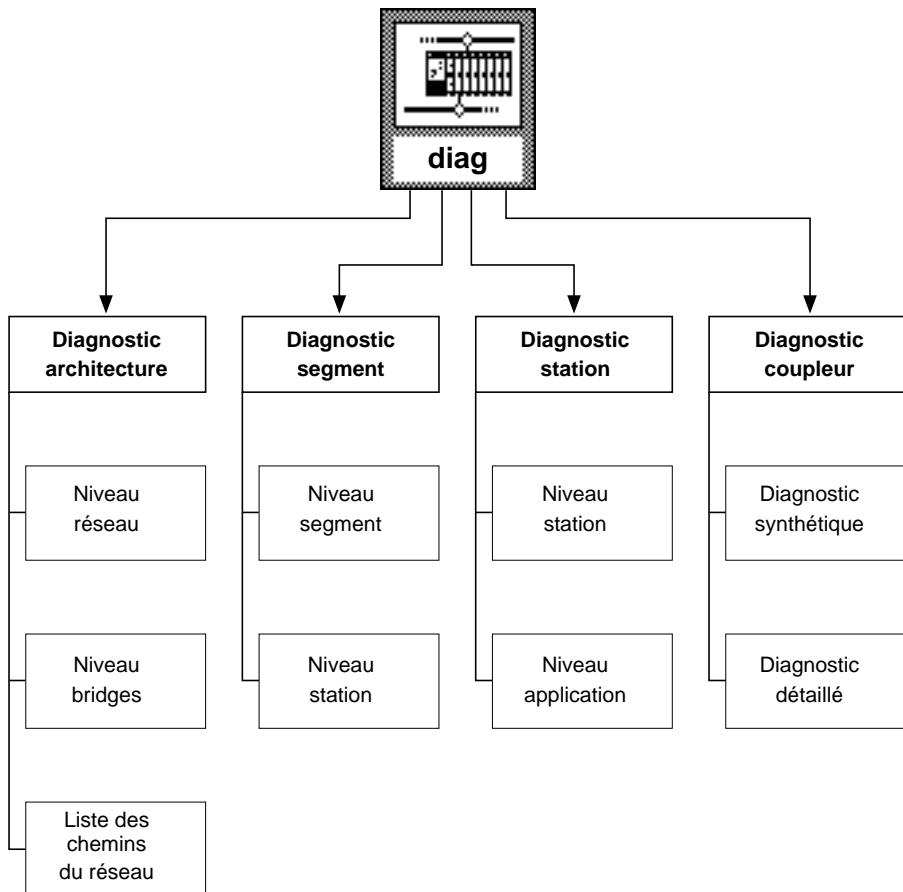 diag
Diagnostic
architecture
Diagnostic
segment
Diagnostic
station
Diagnostic
coupleur
Niveau
réseau
Niveau
segment
Niveau
station
Diagnostic
synthétique
Niveau
bridges
Niveau
station
Niveau
application
Diagnostic
détaillé
Liste des
chemins
du réseau